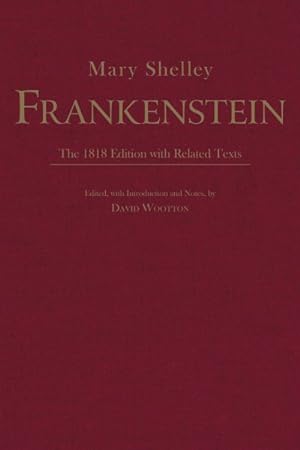 Mary Shelley
FRANKENSTEIN
The 1818 Edition with Related Texts
Edited, with Introduction and Notes, by
DAVID WOOTTON